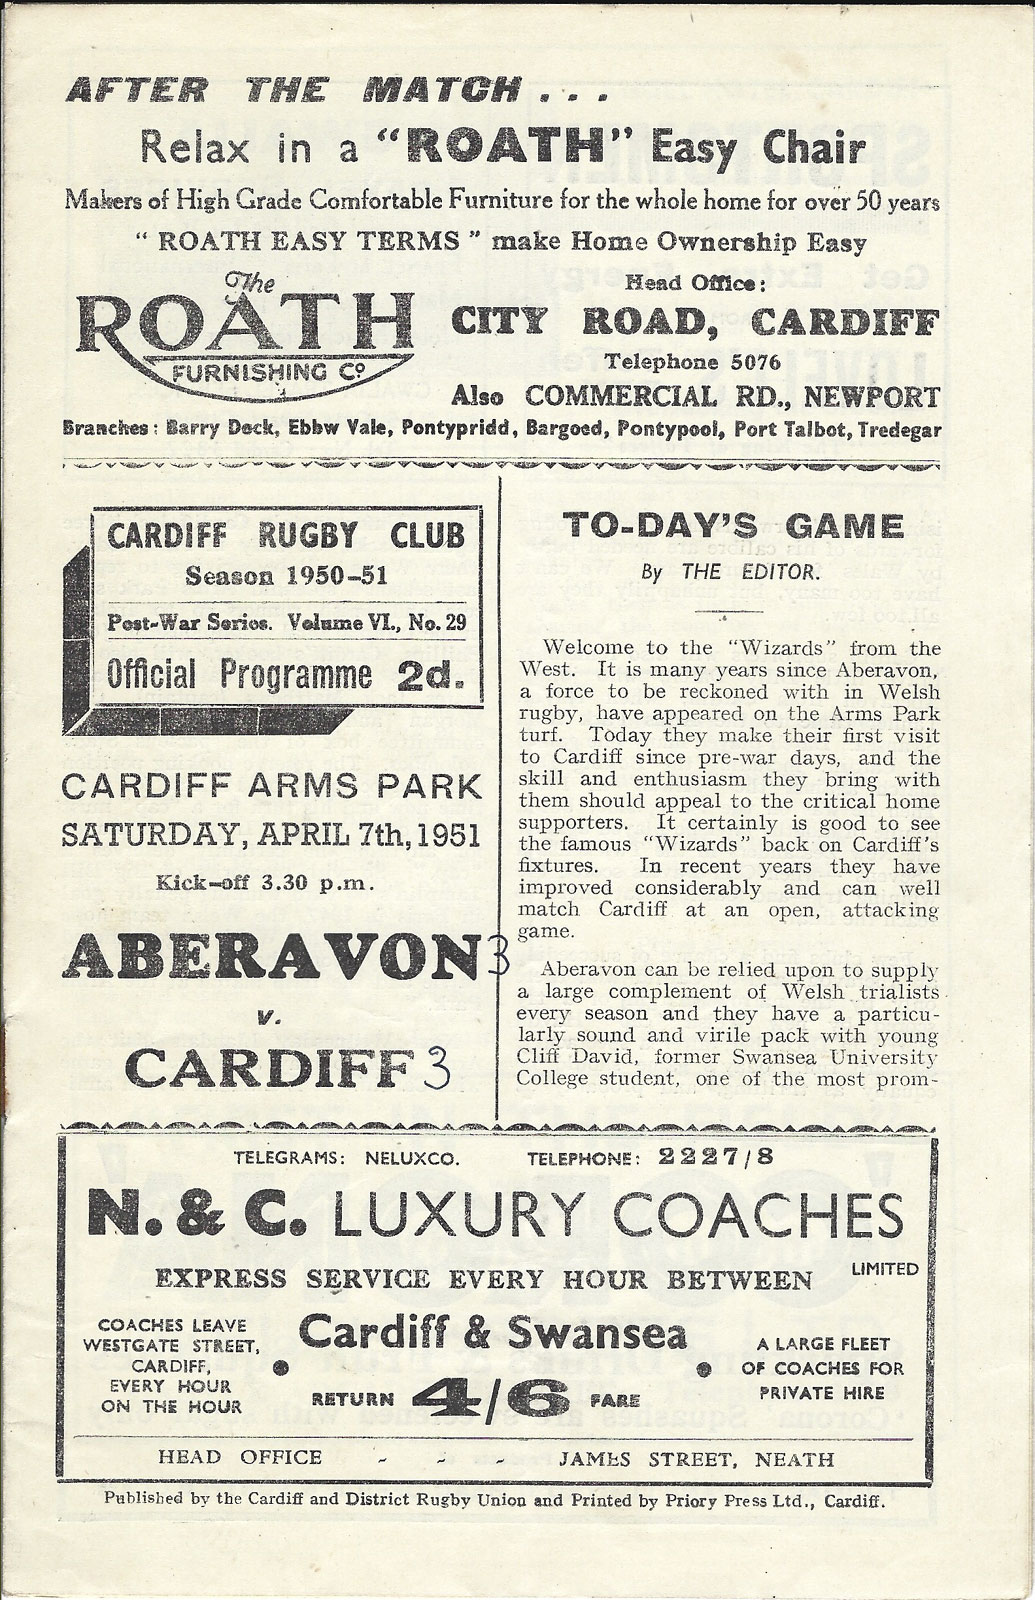 AFTER THE MATCH . . .
Relax in a "ROATH" Easy Chair
Makers of High Grade Comfortable Furniture for the whole home for over 50 years
" ROATH EASY TERMS " make Home Ownership Easy
The
ROATH
FURNISHING Co
Head Office:
CITY ROAD, CARDIFF
Telephone 5076
Also COMMERCIAL RD., NEWPORT
Branches: Barry Dock, Ebbw Vale, Pontypridd, Bargoed, Pontypool, Port Talbot, Tredegar
CARDIFF RUGBY CLUB
Season 1950-51
Post-War Series. Volume VI., No. 29
Official Programme 2d.
CARDIFF ARMS PARK
SATURDAY, APRIL 7th, 1951
Kick-off 3.30 p.m.
ABERAVON 3
v.
CARDIFF 3
TO-DAY'S GAME
By THE EDITOR.
Welcome to the "Wizards" from the
West. It is many years since Aberavon,
a force to be reckoned with in Welsh
rugby, have appeared on the Arms Park
turf. Today they make their first visit
to Cardiff since pre-war days, and the
skill and enthusiasm they bring with
them should appeal to the critical home
supporters. It certainly is good to see
the famous "Wizards" back on Cardiff's
fixtures. In recent years they have
improved considerably and can well
match Cardiff at an open, attacking
game.
Aberavon can be relied upon to supply
a large complement of Welsh trialists
every season and they have a particu-
larly sound and virile pack with young
Cliff David, former Swansea University
College student, one of the most prom-
TELEGRAMS: NELUXCO. TELEPHONE: 2227/8
N. & C. LUXURY COACHES
LIMITED
EXPRESS SERVICE EVERY HOUR BETWEEN
Cardiff & Swansea
COACHES LEAVE
WESTGATE STREET,
CARDIFF,
EVERY HOUR
ON THE HOUR
RETURN 4/6 FARE
A LARGE FLEET
OF COACHES FOR
PRIVATE HIRE
HEAD OFFICE - - - JAMES STREET, NEATH
Published by the Cardiff and District Rugby Union and Printed by Priory Press Ltd., Cardiff.